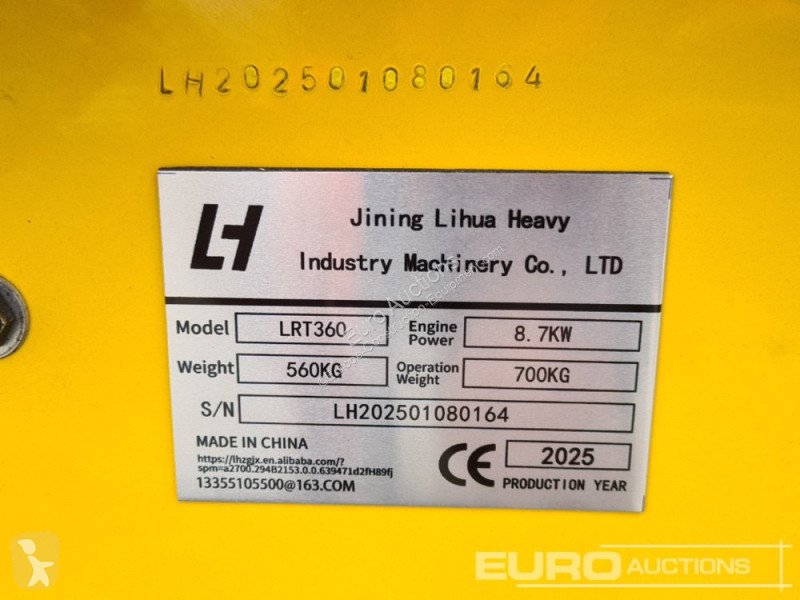 LH202501080164
LH
Jining Lihua Heavy
Industry Machinery Co., LTD
Model LRT360 Engine Power 8.7KW
Weight 560KG Operation Weight 700KG
S/N LH202501080164
MADE IN CHINA
https://lhzgjx.en.alibaba.com/?
spm=a2700.294B2153.0.0.639471d2fH89fj
13355105500@163.COM
CE 2025
PRODUCTION YEAR
Euro Auctions
EURO AUCTIONS